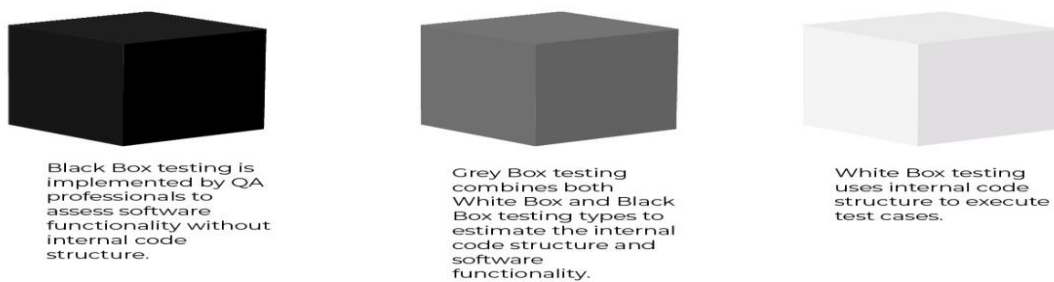 Black Box testing is
implemented by QA
professionals to
assess software
functionality without
internal code
structure.
Grey Box testing
combines both
White Box and Black
Box testing types to
estimate the internal
code structure and
software
functionality.
White Box testing
uses internal code
structure to execute
test cases.